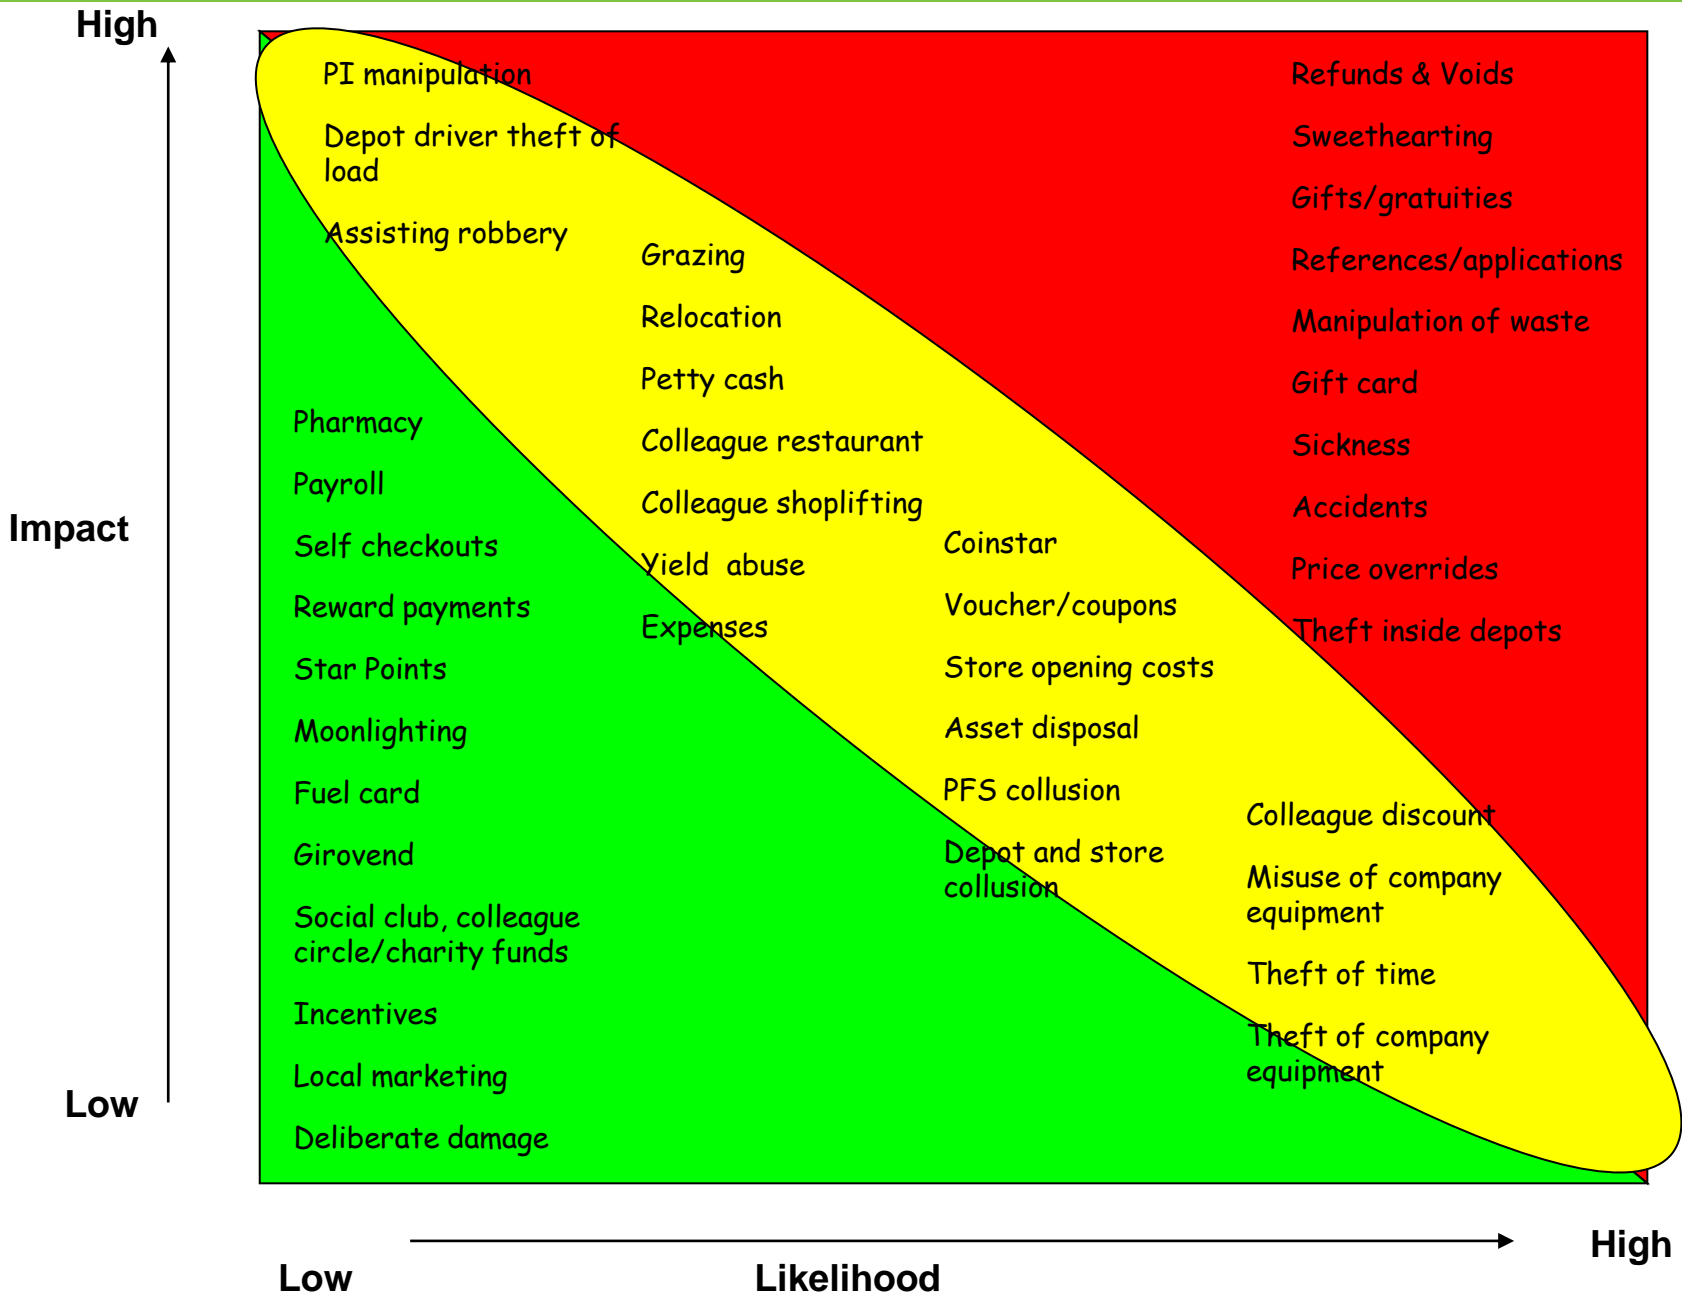 High
Impact
Low
PI manipulation
Depot driver theft of
load
Assisting robbery
Pharmacy
Payroll
Self checkouts
Reward payments
Star Points
Moonlighting
Fuel card
Girovend
Social club, colleague
circle/charity funds
Incentives
Local marketing
Deliberate damage
Grazing
Relocation
Petty cash
Colleague restaurant
Colleague shoplifting
Yield  abuse
Expenses
Coinstar
Voucher/coupons
Store opening costs
Asset disposal
PFS collusion
Depot and store
collusion
Refunds & Voids
Sweethearting
Gifts/gratuities
References/applications
Manipulation of waste
Gift card
Sickness
Accidents
Price overrides
Theft inside depots
Colleague discount
Misuse of company
equipment
Theft of time
Theft of company
equipment
Low
Likelihood
High